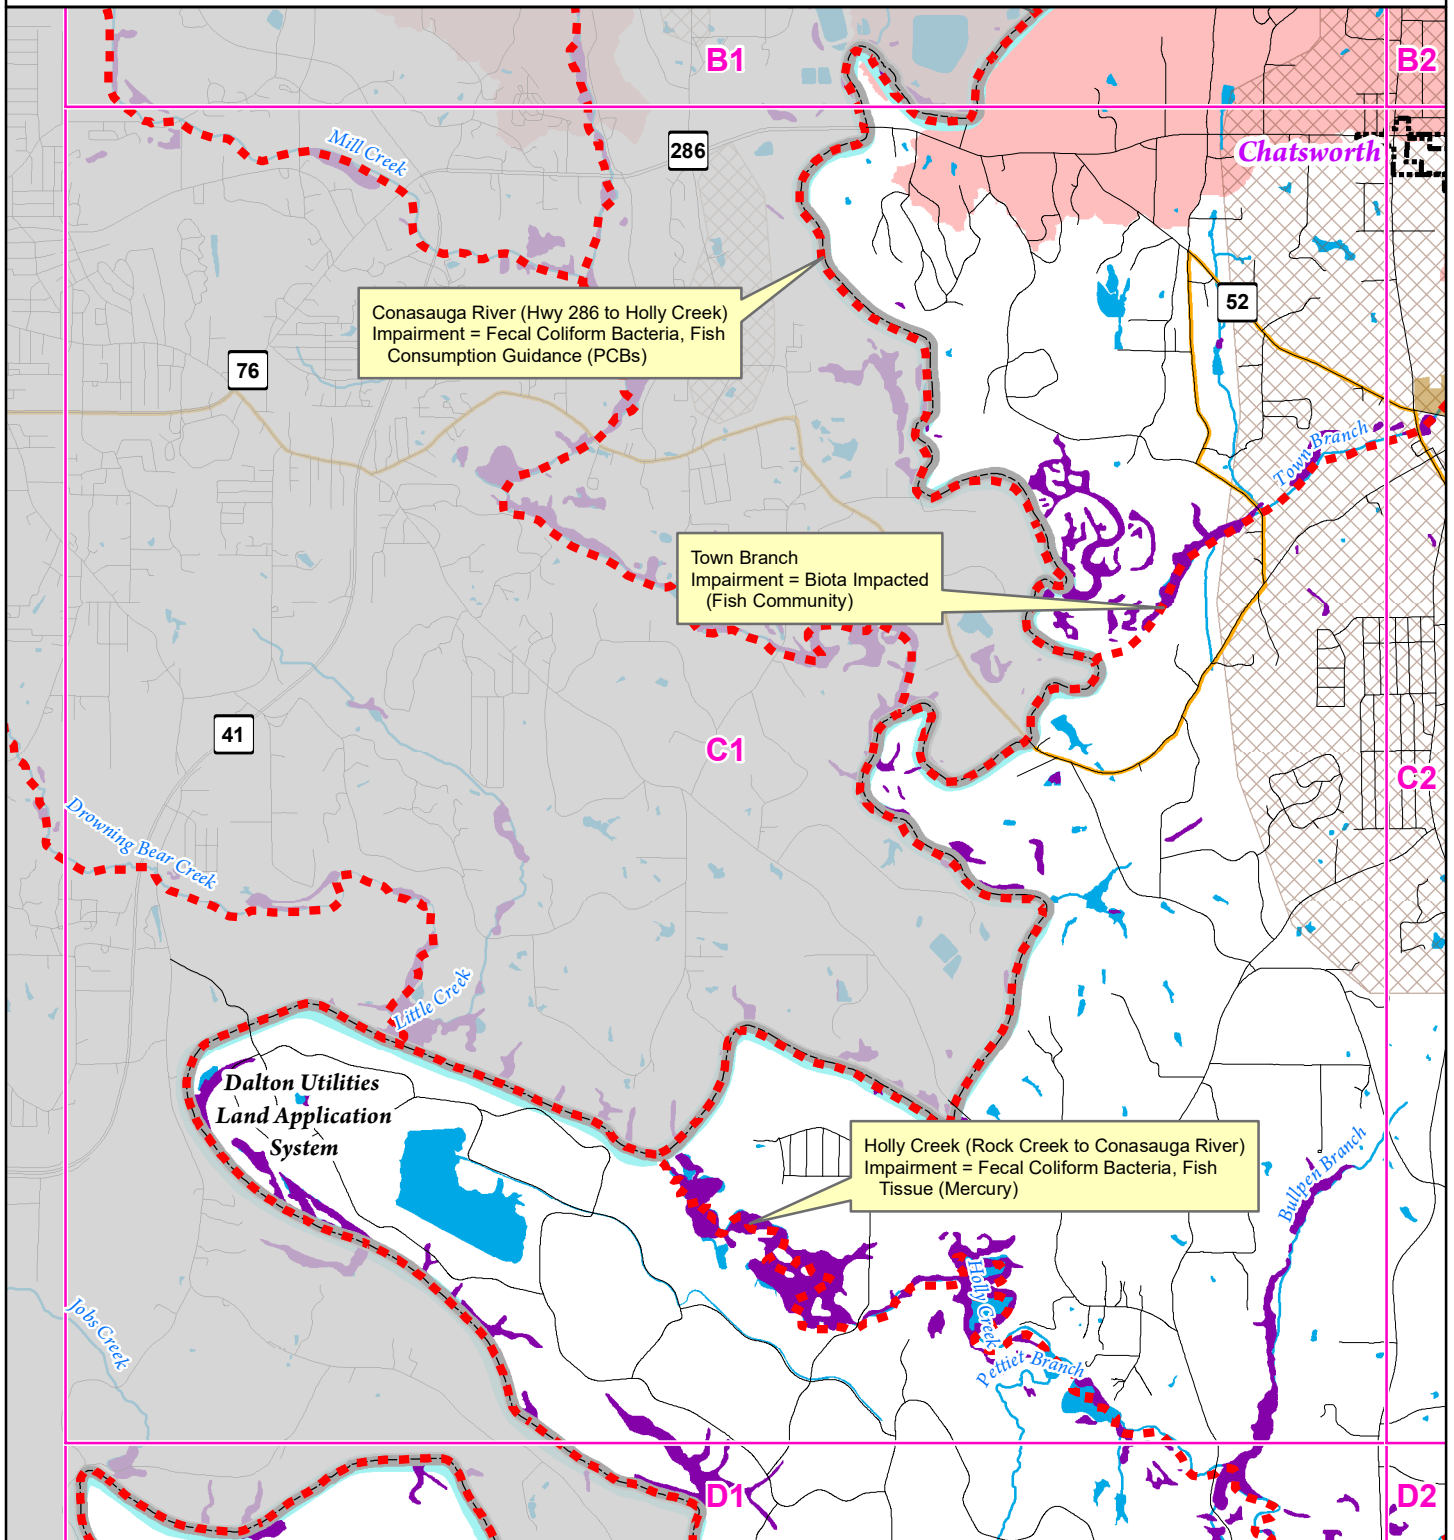 B1
B2
Mill Creek
286
Chatsworth
52
Conasauga River (Hwy 286 to Holly Creek)
Impairment = Fecal Coliform Bacteria, Fish
Consumption Guidance (PCBs)
76
Town Branch
Town Branch
Impairment = Biota Impacted
(Fish Community)
41
C1
C2
Drowning Bear Creek
Little Creek
Dalton Utilities
Land Application
System
Holly Creek (Rock Creek to Conasauga River)
Impairment = Fecal Coliform Bacteria, Fish
Tissue (Mercury)
Bullpen Branch
Holly Creek
Jobs Creek
Pettiet Branch
D1
D2